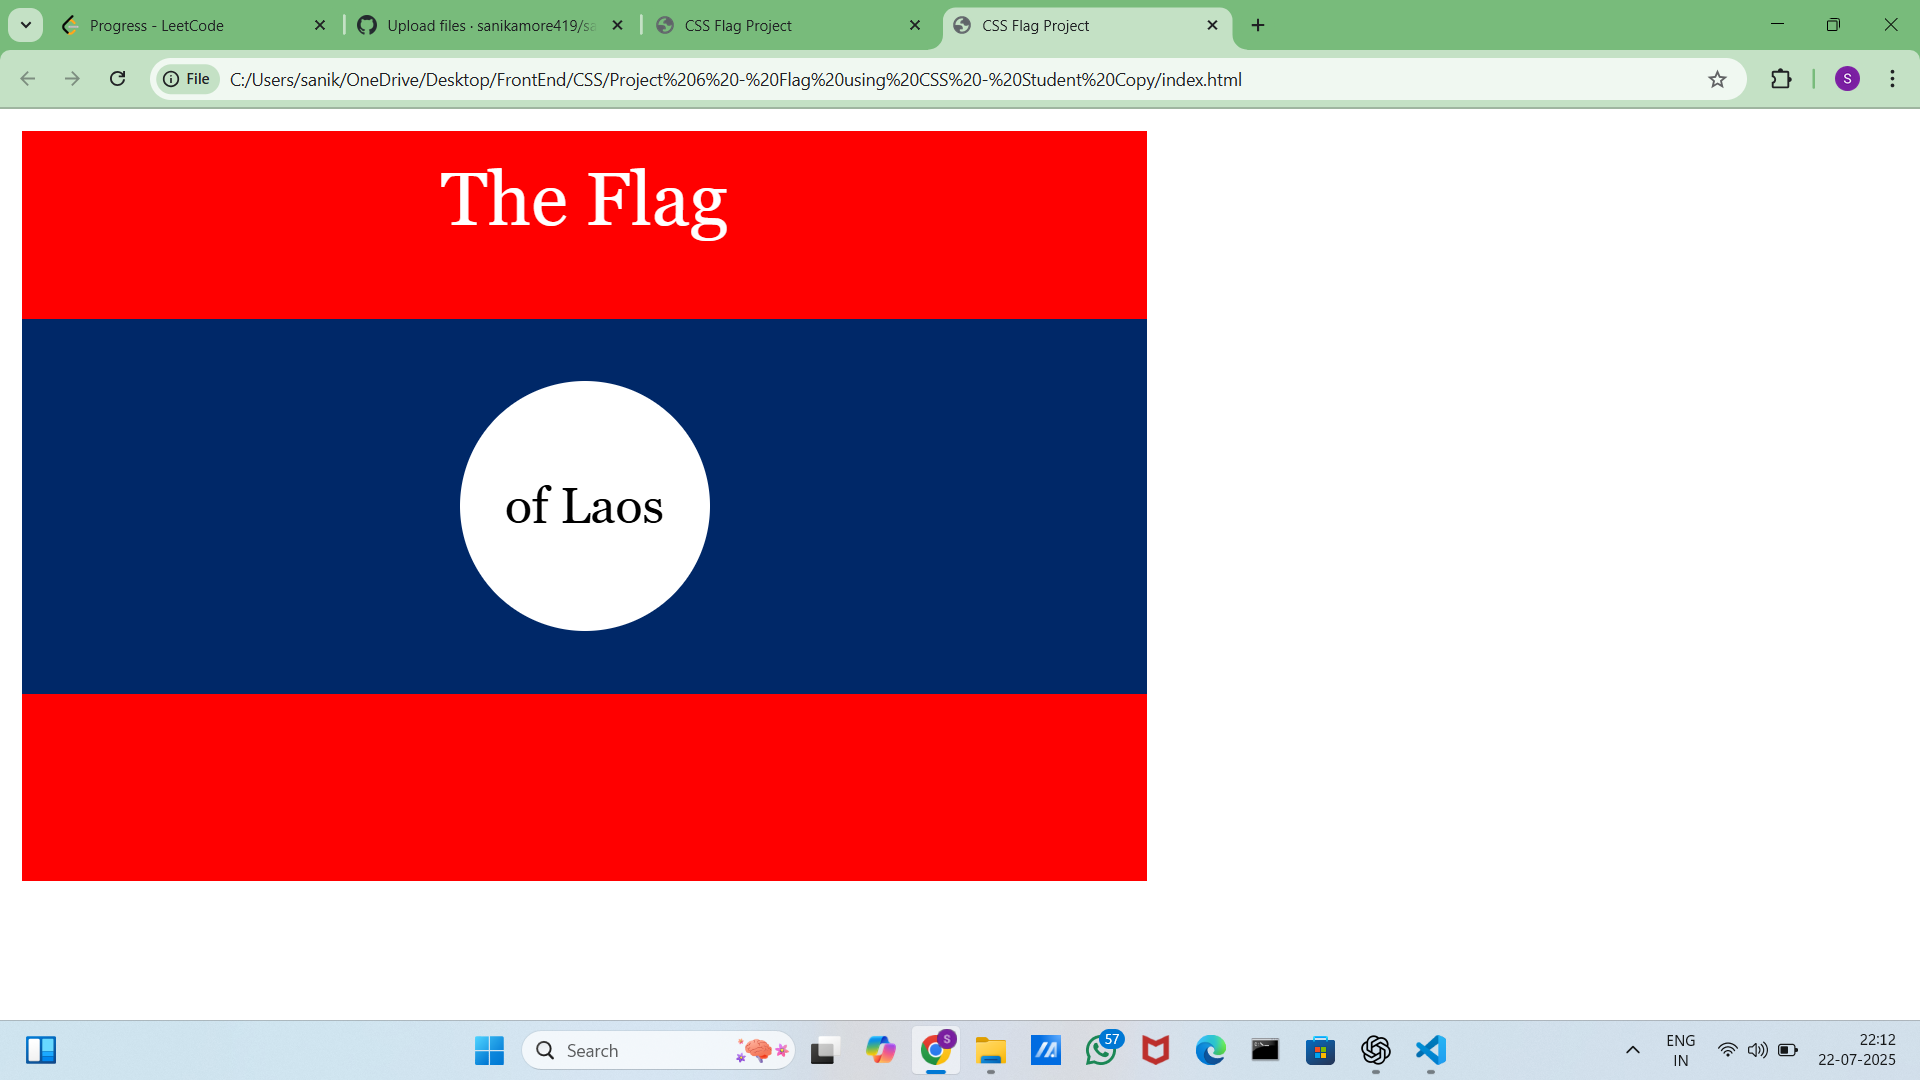 Progress - LeetCode
Upload files · sanikamore419/sa
CSS Flag Project
CSS Flag Project
File
C:/Users/sanik/OneDrive/Desktop/FrontEnd/CSS/Project%206%20-%20Flag%20using%20CSS%20-%20Student%20Copy/index.html
S
The Flag
of Laos
Search
S
57
ENG
IN
22:12
22-07-2025